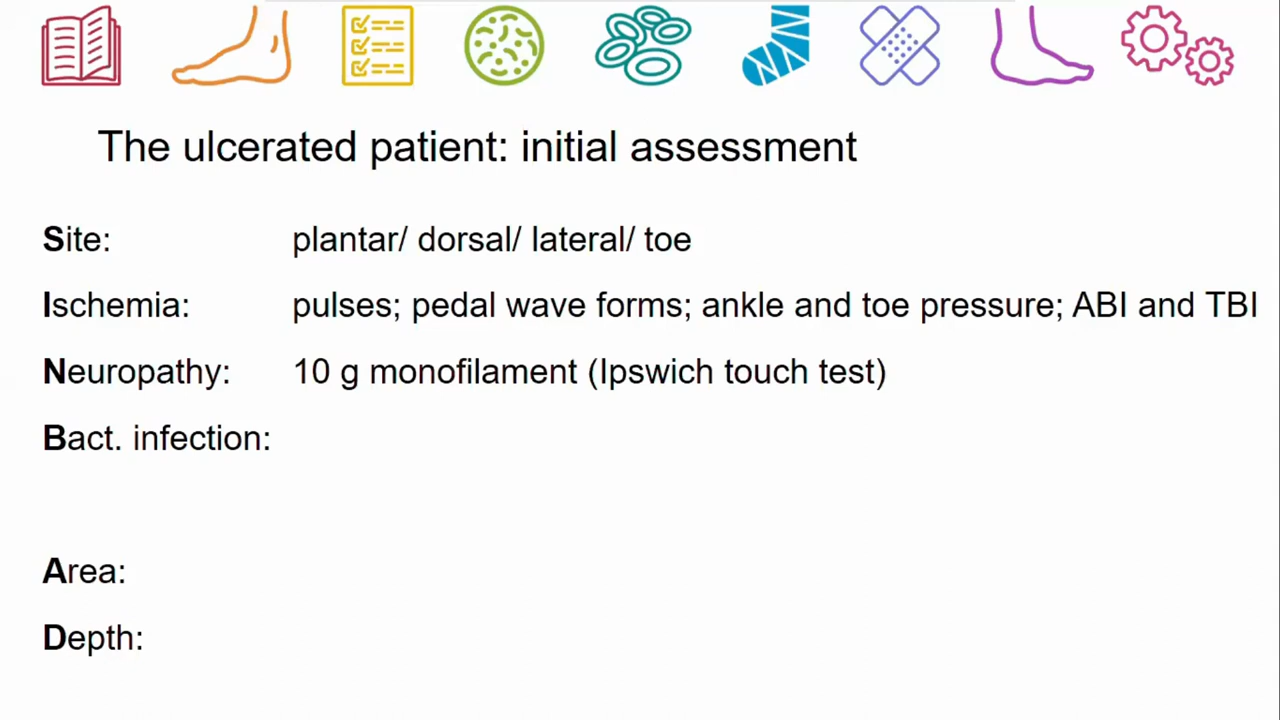 The ulcerated patient: initial assessment
Site: plantar/ dorsal/ lateral/ toe
Ischemia: pulses; pedal wave forms; ankle and toe pressure; ABI and TBI
Neuropathy: 10 g monofilament (Ipswich touch test)
Bact. infection:
Area:
Depth: